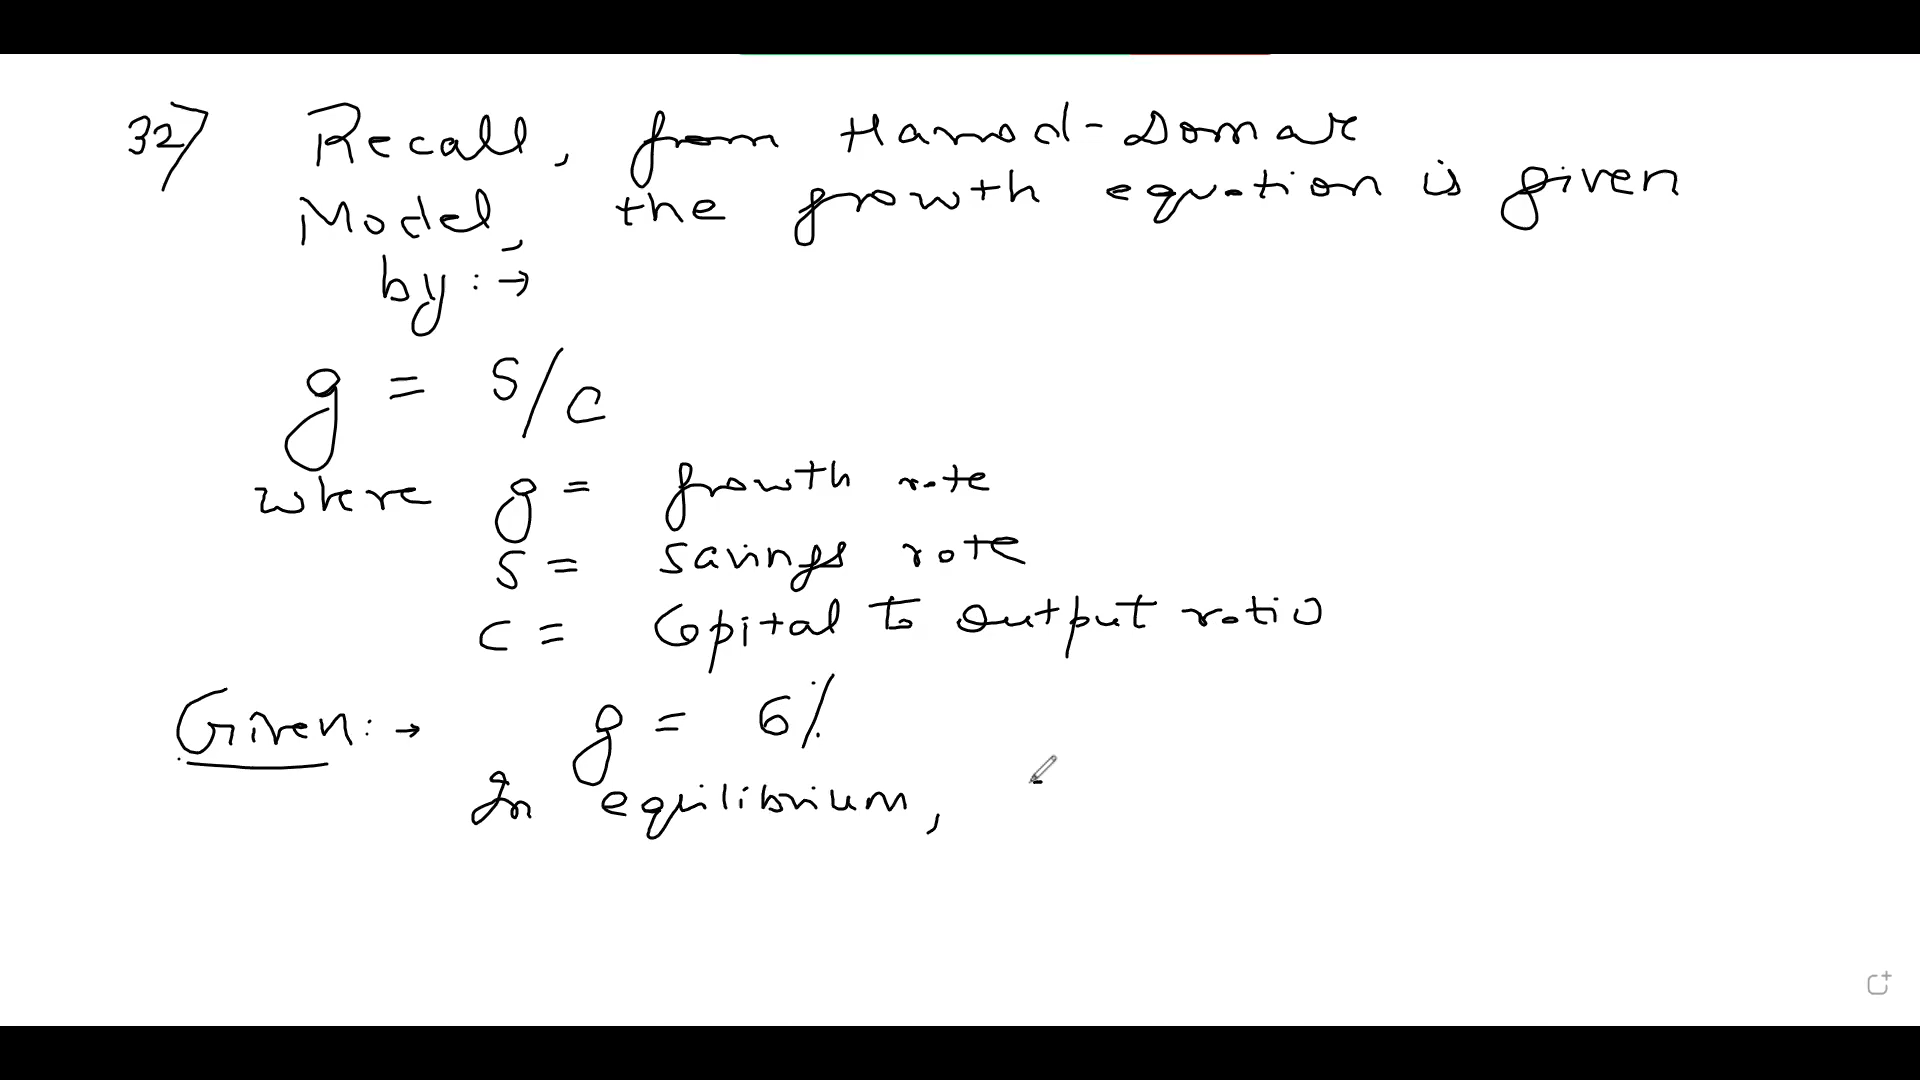 32) Recall, from Harrod-Domar
Model, the growth equation is given
by :→
g = s/c
where g = growth rate
s = savings rate
c = Capital to output ratio
Given :→ g = 6%
In equilibrium,